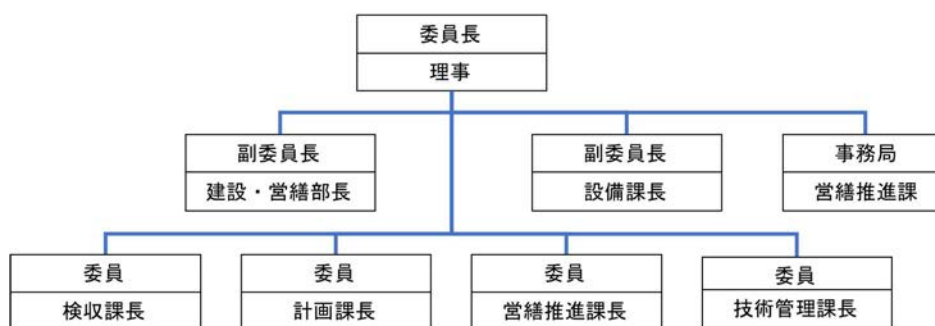 委員長
理事
副委員長
建設・営繕部長
副委員長
設備課長
事務局
営繕推進課
委員
検収課長
委員
計画課長
委員
営繕推進課長
委員
技術管理課長